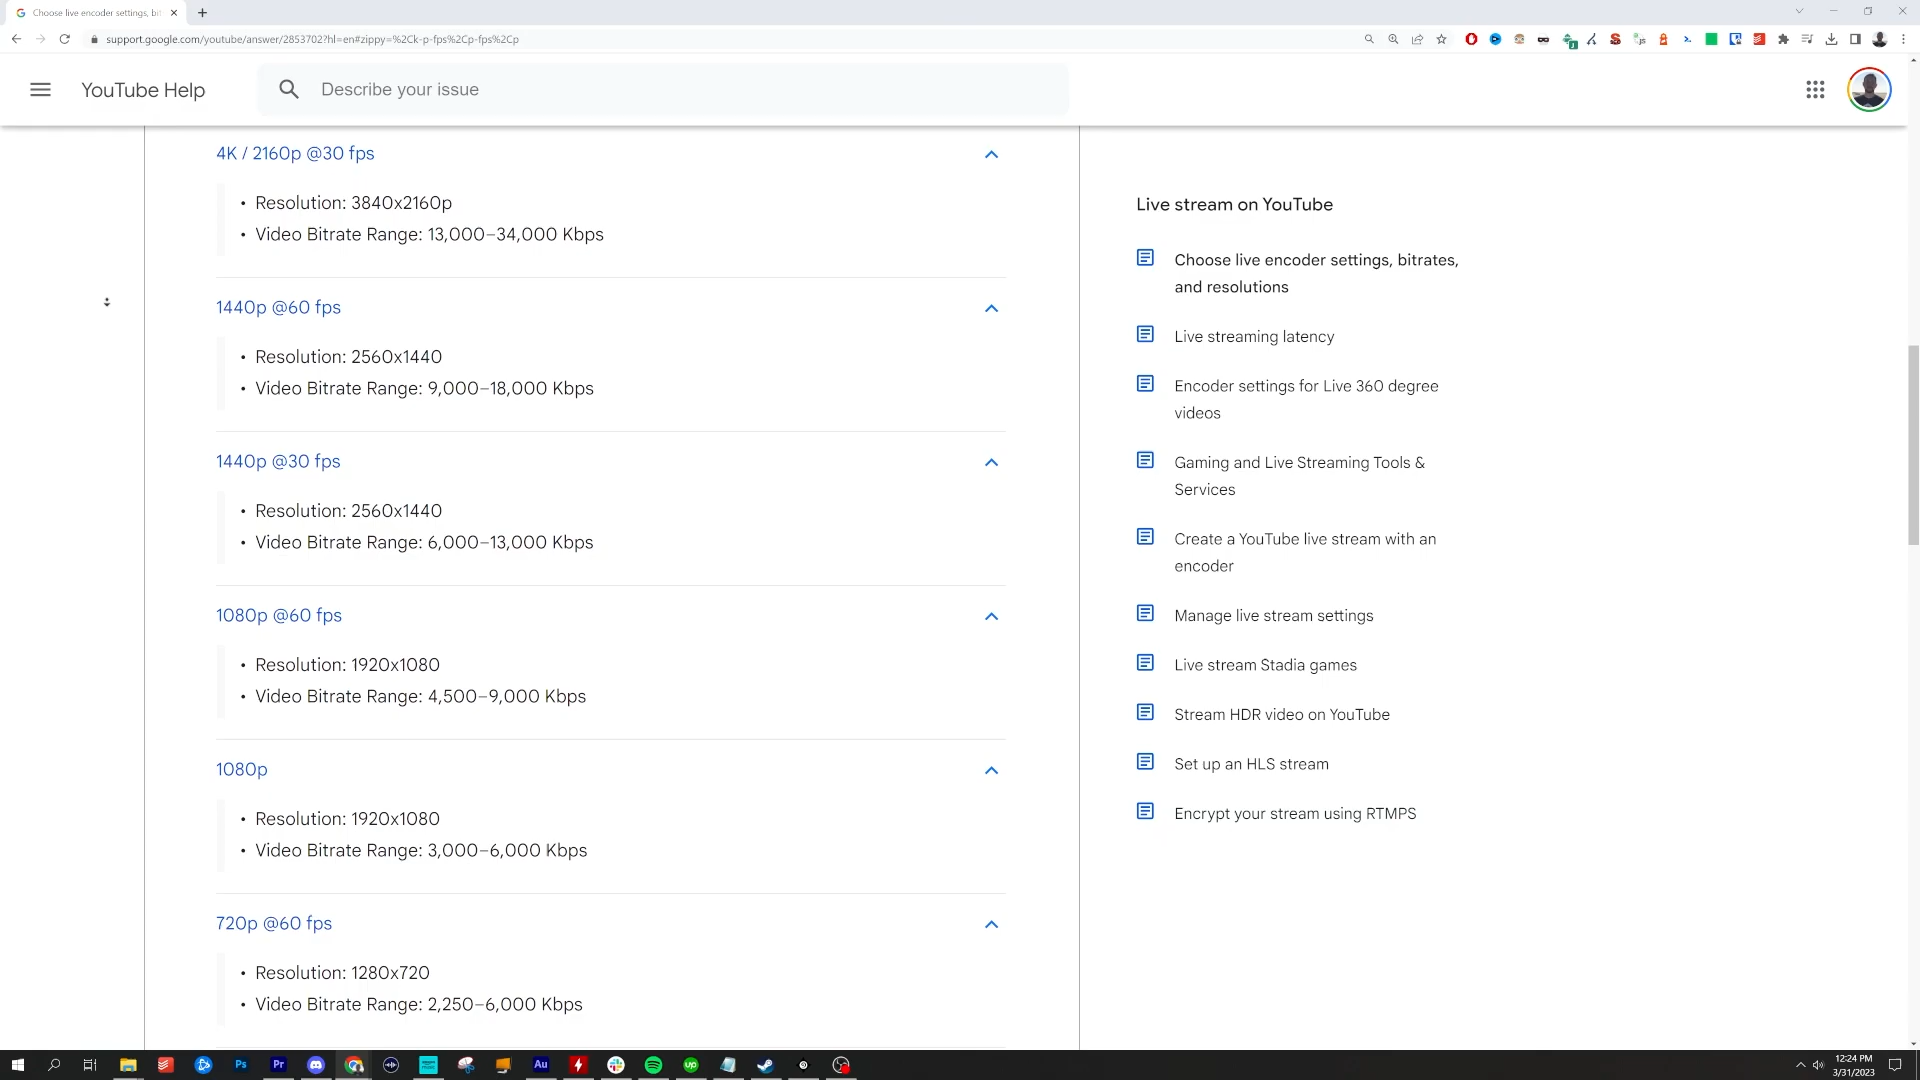 Choose live encoder settings, bit
support.google.com/youtube/answer/2853702?hl=en#zippy=%2Ck-p-fps%2Cp-fps%2Cp
YouTube Help
Describe your issue
4K / 2160p @30 fps
• Resolution: 3840x2160p
• Video Bitrate Range: 13,000–34,000 Kbps
1440p @60 fps
• Resolution: 2560x1440
• Video Bitrate Range: 9,000–18,000 Kbps
1440p @30 fps
• Resolution: 2560x1440
• Video Bitrate Range: 6,000–13,000 Kbps
1080p @60 fps
• Resolution: 1920x1080
• Video Bitrate Range: 4,500–9,000 Kbps
1080p
• Resolution: 1920x1080
• Video Bitrate Range: 3,000–6,000 Kbps
720p @60 fps
• Resolution: 1280x720
• Video Bitrate Range: 2,250–6,000 Kbps
Live stream on YouTube
Choose live encoder settings, bitrates,
and resolutions
Live streaming latency
Encoder settings for Live 360 degree
videos
Gaming and Live Streaming Tools &
Services
Create a YouTube live stream with an
encoder
Manage live stream settings
Live stream Stadia games
Stream HDR video on YouTube
Set up an HLS stream
Encrypt your stream using RTMPS
Ps
Pr
Au
up
12:24 PM
3/31/2023